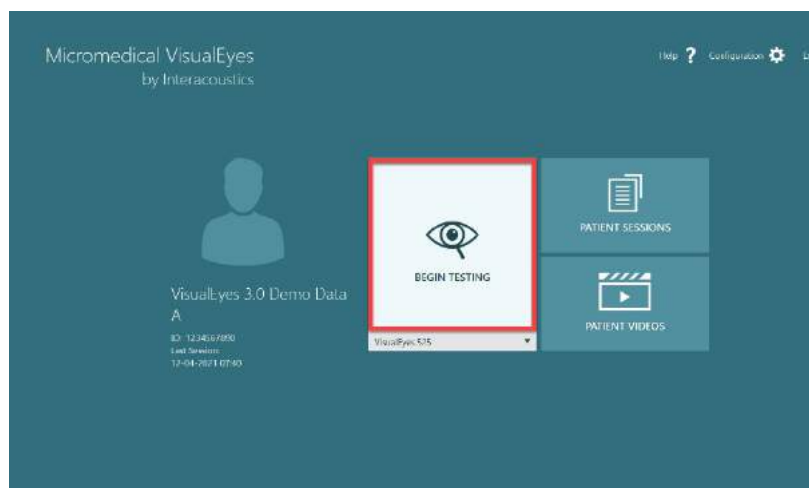 Micromedical VisualEyes
by Interacoustics
Help ? Configuration
BEGIN TESTING
PATIENT SESSIONS
VisualEyes 3.0 Demo Data
A
ID: 1234567890
Last Session:
12-04-2021 07:40
VisualEyes 525
PATIENT VIDEOS